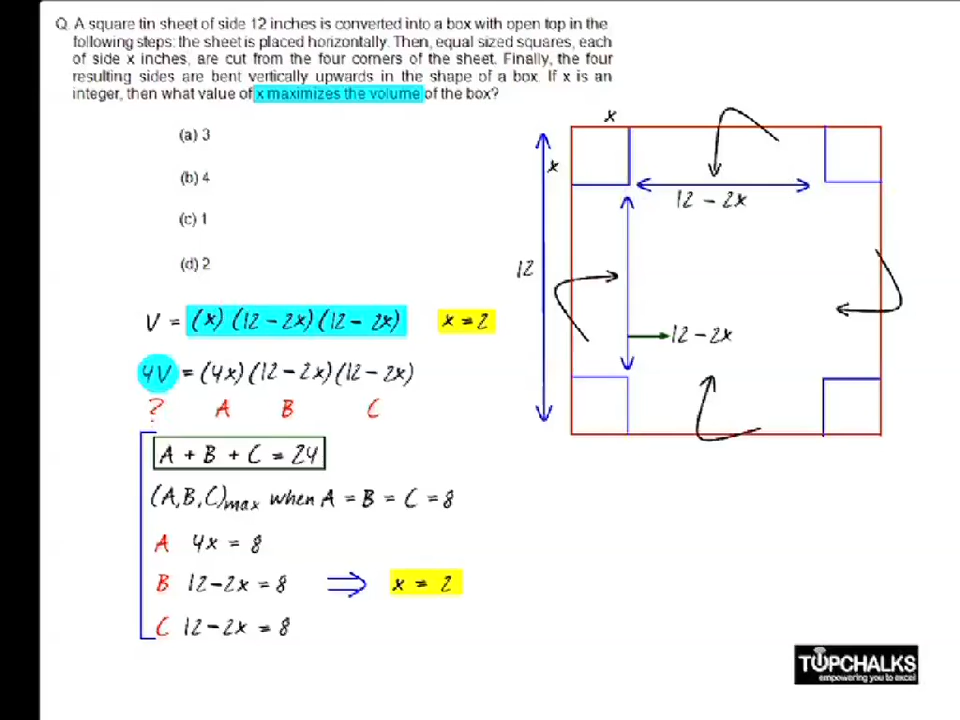 Q. A square tin sheet of side 12 inches is converted into a box with open top in the
following steps: the sheet is placed horizontally. Then, equal sized squares, each
of side x inches, are cut from the four corners of the sheet. Finally, the four
resulting sides are bent vertically upwards in the shape of a box. If x is an
integer, then what value of x maximizes the volume of the box?
(a) 3
(b) 4
(c) 1
(d) 2
x
x
12 - 2x
12
12 - 2x
V = (x) (12 - 2x) (12 - 2x)
x = 2
4V = (4x) (12 - 2x) (12 - 2x)
? A B C
A + B + C = 24
(A,B,C)max when A = B = C = 8
A 4x = 8
B 12-2x = 8 ⟹ x = 2
C 12-2x = 8
TOPCHALKS
empowering you to excel